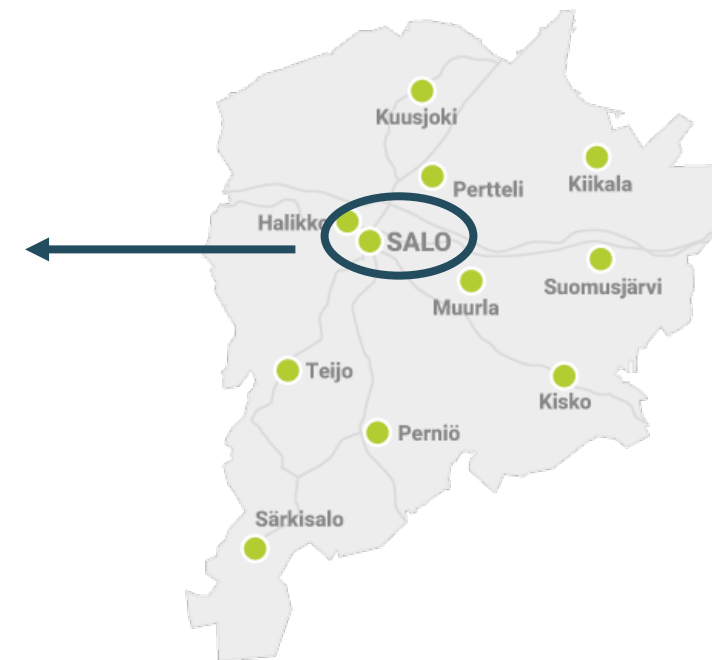 Kuusjoki
Pertteli
Kiikala
Halikko
SALO
Suomusjärvi
Muurla
Teijo
Kisko
Perniö
Särkisalo